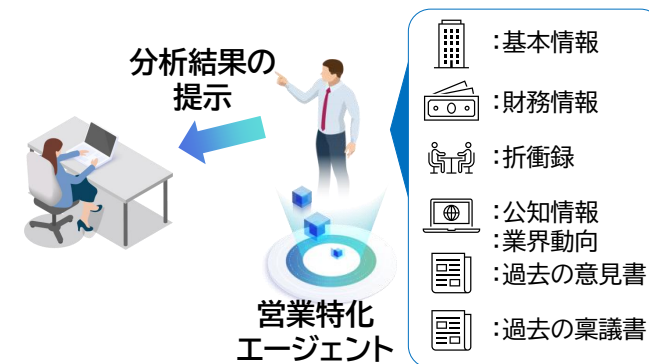 分析結果の
提示
営業特化
エージェント
:基本情報
:財務情報
:折衝録
:公知情報
:業界動向
:過去の意見書
:過去の稟議書